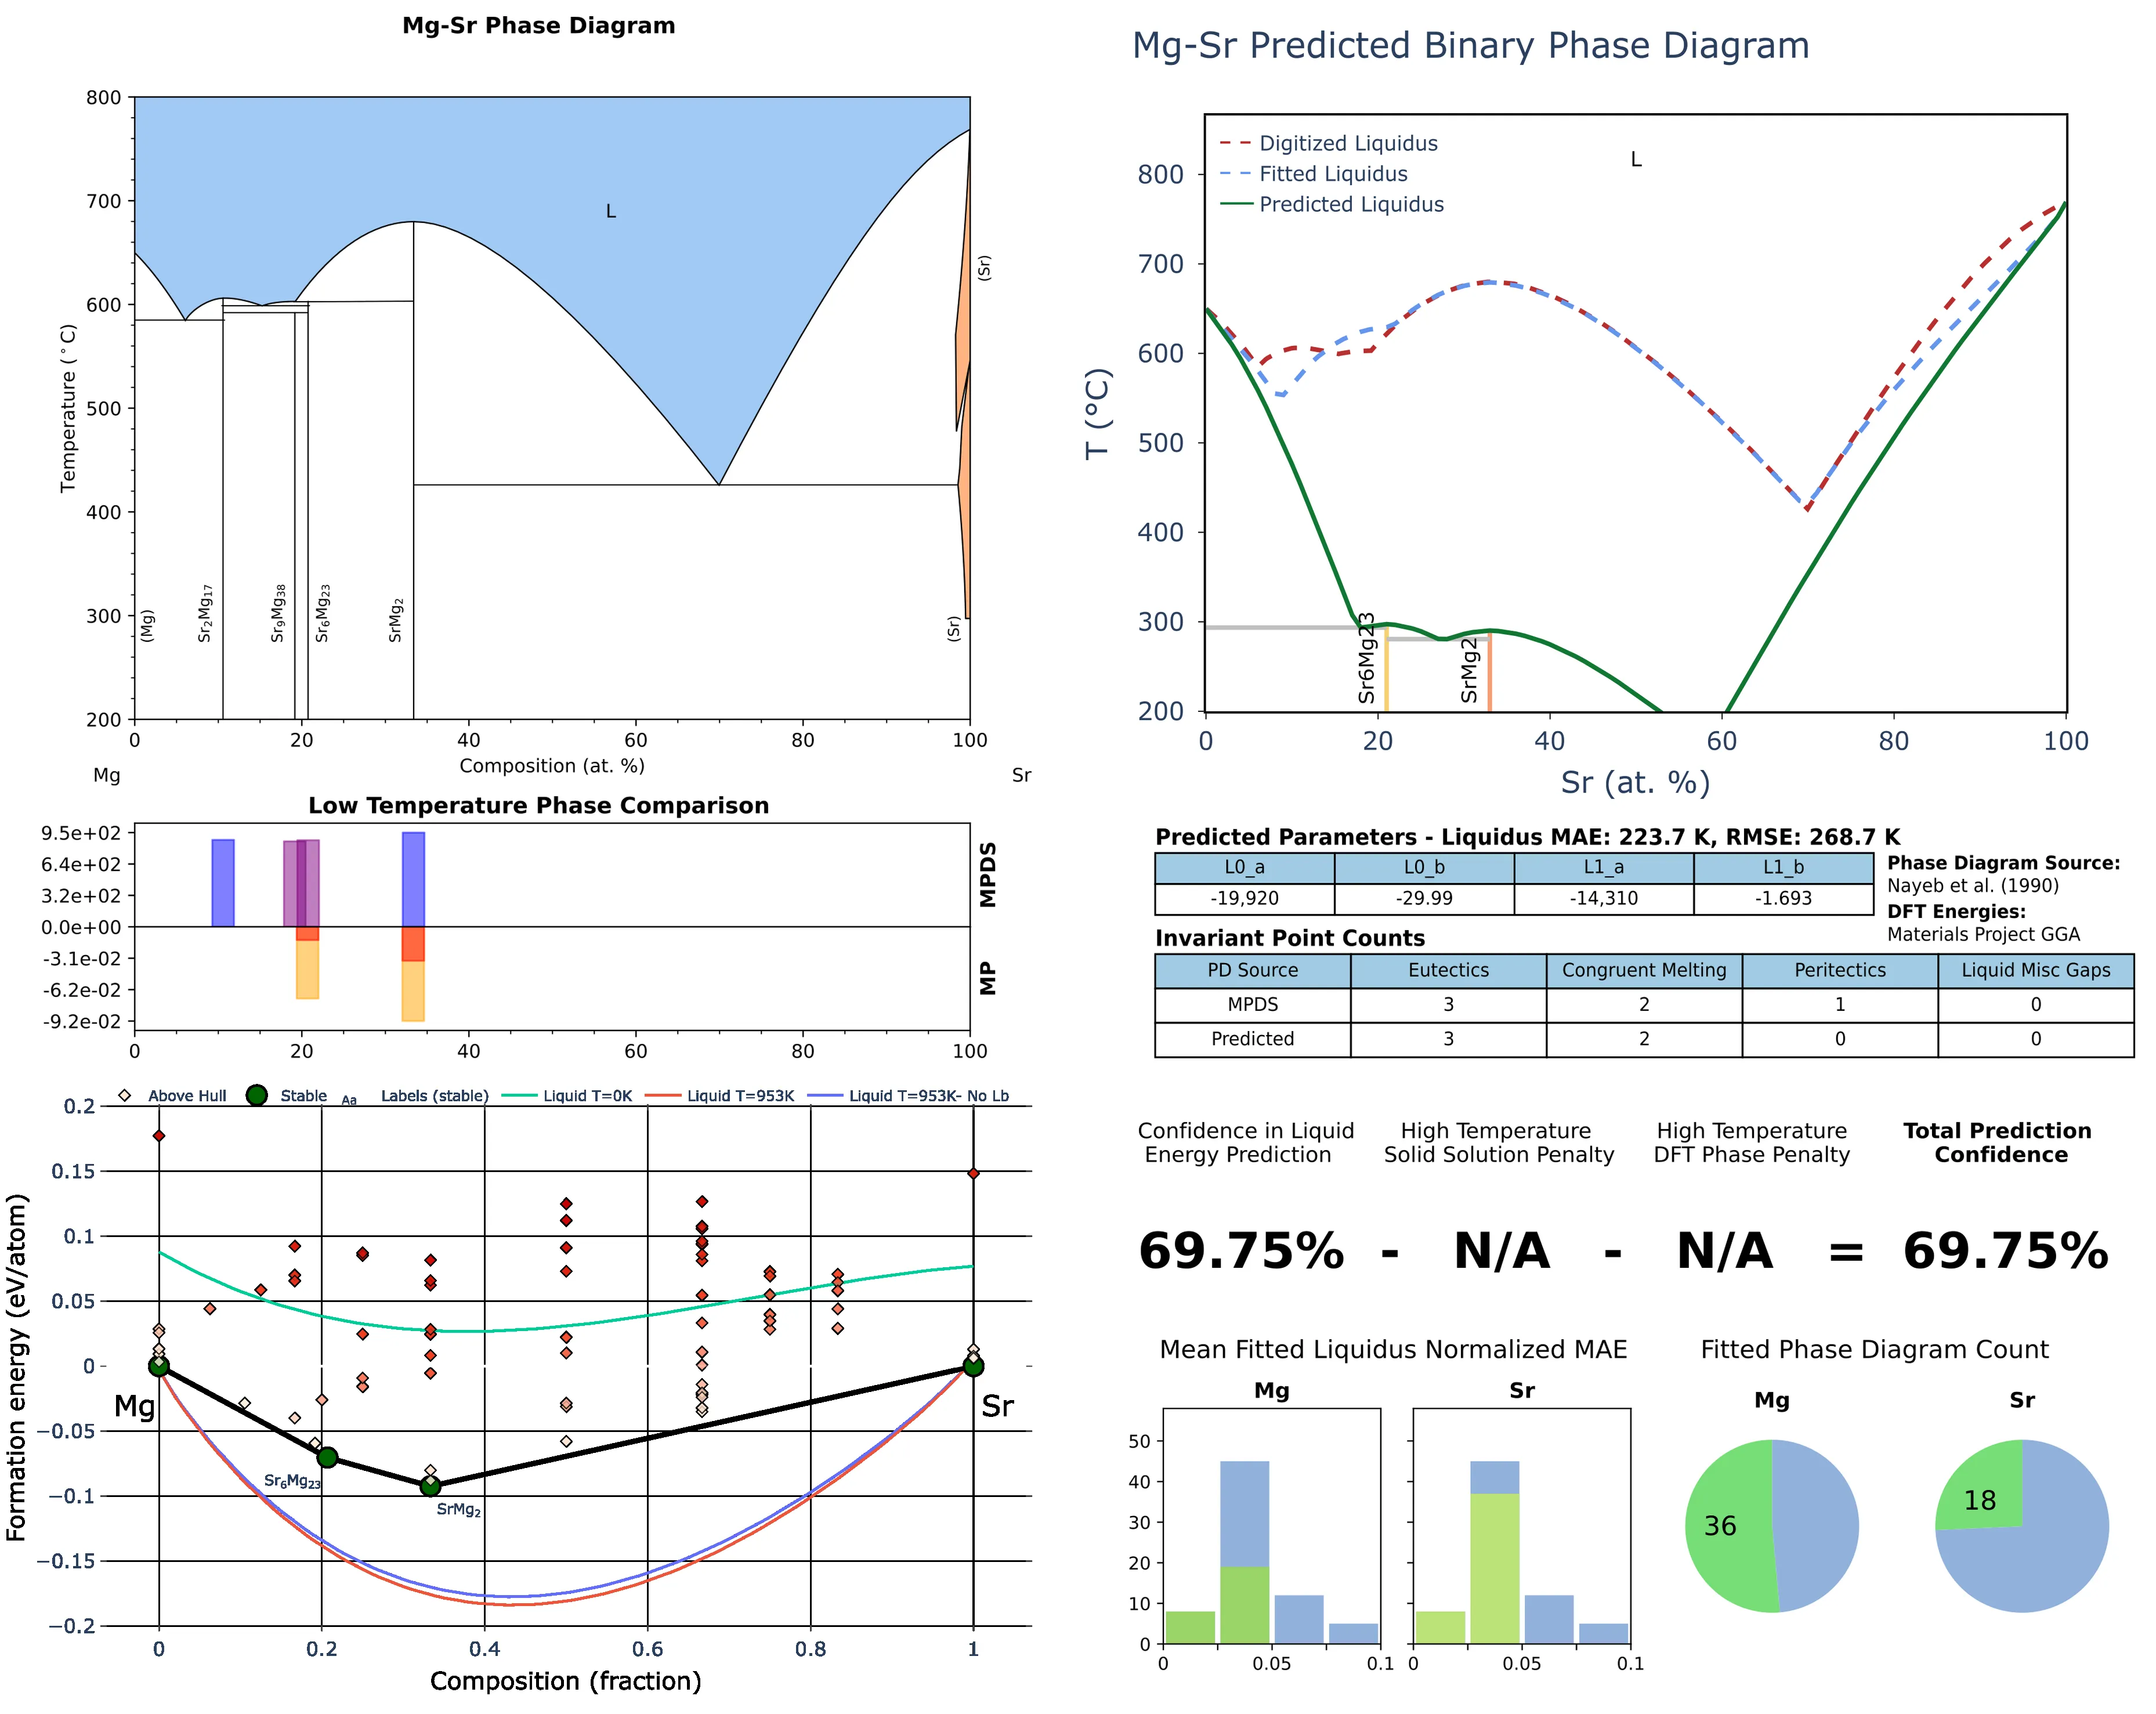 Mg-Sr Phase Diagram
800
700
600
500
400
300
200
Temperature (°C)
L
(Sr)
(Mg)
Sr2Mg17
Sr9Mg38
Sr6Mg23
SrMg2
(Sr)
0 20 40 60 80 100
Composition (at. %)
Mg Sr
Low Temperature Phase Comparison
9.5e+02
6.4e+02
3.2e+02
0.0e+00
-3.1e-02
-6.2e-02
-9.2e-02
MPDS
MP
0 20 40 60 80 100
Above Hull Stable Aa Labels (stable) Liquid T=0K Liquid T=953K Liquid T=953K- No Lb
0.2
0.15
0.1
0.05
0
−0.05
−0.1
−0.15
−0.2
Formation energy (eV/atom)
Mg
Sr
Sr6Mg23
SrMg2
0 0.2 0.4 0.6 0.8 1
Composition (fraction)
Mg-Sr Predicted Binary Phase Diagram
Digitized Liquidus
Fitted Liquidus
Predicted Liquidus
L
800
700
600
500
400
300
200
T (°C)
Sr6Mg23
SrMg2
0 20 40 60 80 100
Sr (at. %)
Predicted Parameters - Liquidus MAE: 223.7 K, RMSE: 268.7 K
L0_a L0_b L1_a L1_b
-19,920 -29.99 -14,310 -1.693
Phase Diagram Source:
Nayeb et al. (1990)
DFT Energies:
Materials Project GGA
Invariant Point Counts
PD Source Eutectics Congruent Melting Peritectics Liquid Misc Gaps
MPDS 3 2 1 0
Predicted 3 2 0 0
Confidence in Liquid
Energy Prediction
High Temperature
Solid Solution Penalty
High Temperature
DFT Phase Penalty
Total Prediction
Confidence
69.75% - N/A - N/A = 69.75%
Mean Fitted Liquidus Normalized MAE
Mg
Sr
50
40
30
20
10
0
0 0.05 0.1
0 0.05 0.1
Fitted Phase Diagram Count
Mg
Sr
36
18